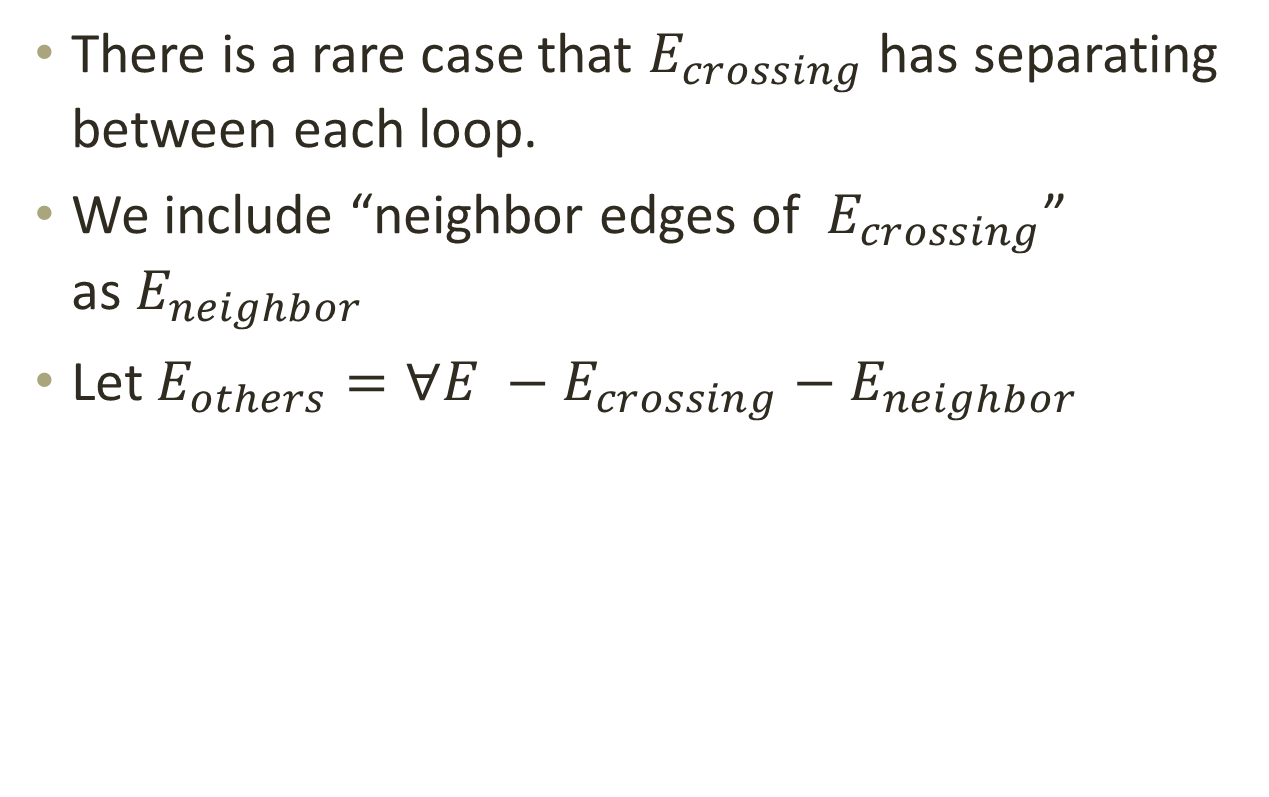 • There is a rare case that E_crossing has separating
between each loop.
• We include “neighbor edges of E_crossing”
as E_neighbor
• Let E_others = ∀E − E_crossing − E_neighbor